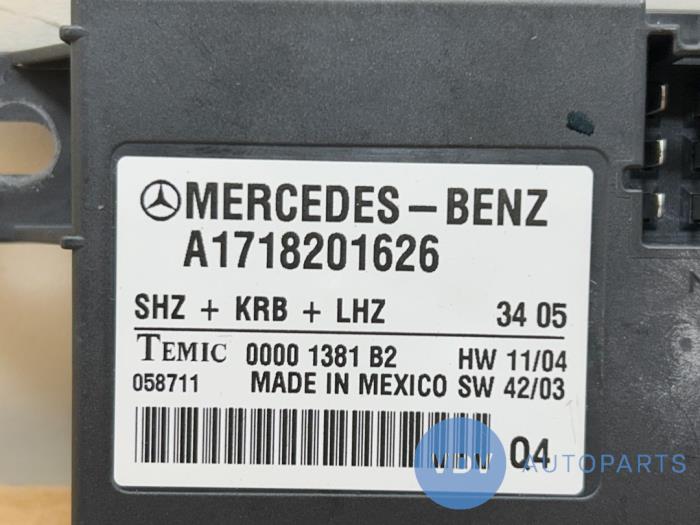 MERCEDES-BENZ
A1718201626
SHZ + KRB + LHZ 34 05
TEMIC 0000 1381 B2 HW 11/04
058711 MADE IN MEXICO SW 42/03
04
VDV AUTOPARTS